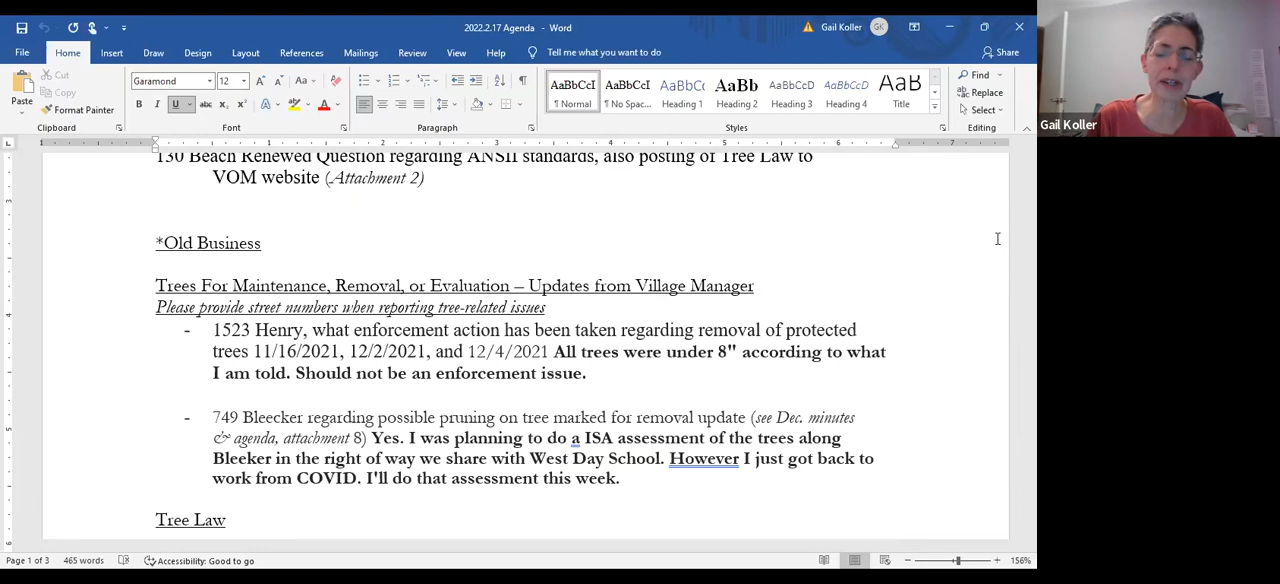 2022.2.17 Agenda - Word
Gail Koller GK
File Home Insert Draw Design Layout References Mailings Review View Help Tell me what you want to do
Share
Paste
Cut
Copy
Format Painter
Clipboard
Garamond 12
Font
Paragraph
AaBbCcI AaBbCcI AaBbCc AaBb AaBbCcD AaBbCcD AaB
¶ Normal ¶ No Spac... Heading 1 Heading 2 Heading 3 Heading 4 Title
Styles
Find
Replace
Select
Editing
Gail Koller
130 Beach Renewed Question regarding ANSII standards, also posting of Tree Law to
VOM website (Attachment 2)
*Old Business
Trees For Maintenance, Removal, or Evaluation – Updates from Village Manager
Please provide street numbers when reporting tree-related issues
- 1523 Henry, what enforcement action has been taken regarding removal of protected
trees 11/16/2021, 12/2/2021, and 12/4/2021 All trees were under 8" according to what
I am told. Should not be an enforcement issue.
- 749 Bleecker regarding possible pruning on tree marked for removal update (see Dec. minutes
& agenda, attachment 8) Yes. I was planning to do a ISA assessment of the trees along
Bleeker in the right of way we share with West Day School. However I just got back to
work from COVID. I'll do that assessment this week.
Tree Law
Page 1 of 3 465 words Accessibility: Good to go 156%